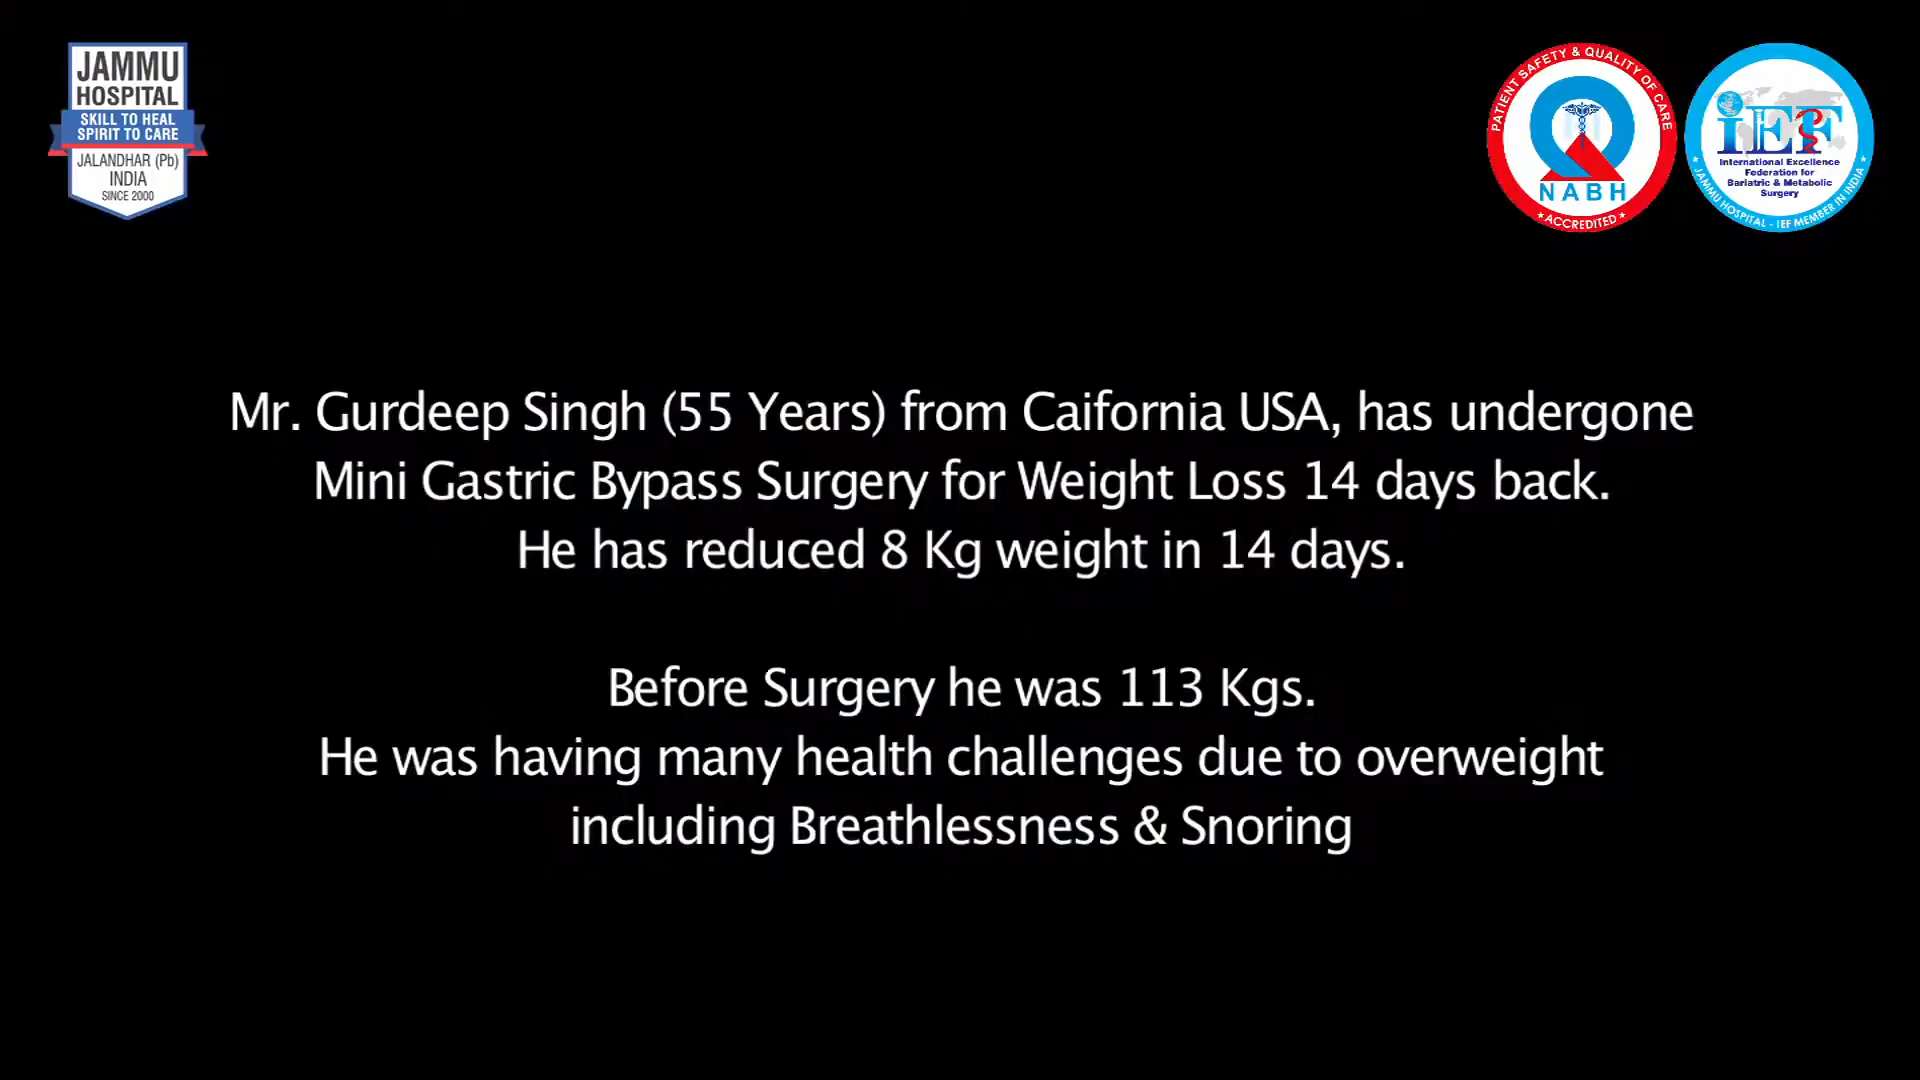 JAMMU
HOSPITAL
SKILL TO HEAL
SPIRIT TO CARE
JALANDHAR (Pb)
INDIA
SINCE 2000
PATIENT SAFETY & QUALITY OF CARE
NABH
ACCREDITED
iEF
International Excellence
Federation for
Bariatric & Metabolic
Surgery
JAMMU HOSPITAL - IEF MEMBER IN INDIA
Mr. Gurdeep Singh (55 Years) from Caifornia USA, has undergone
Mini Gastric Bypass Surgery for Weight Loss 14 days back.
He has reduced 8 Kg weight in 14 days.
Before Surgery he was 113 Kgs.
He was having many health challenges due to overweight
including Breathlessness & Snoring